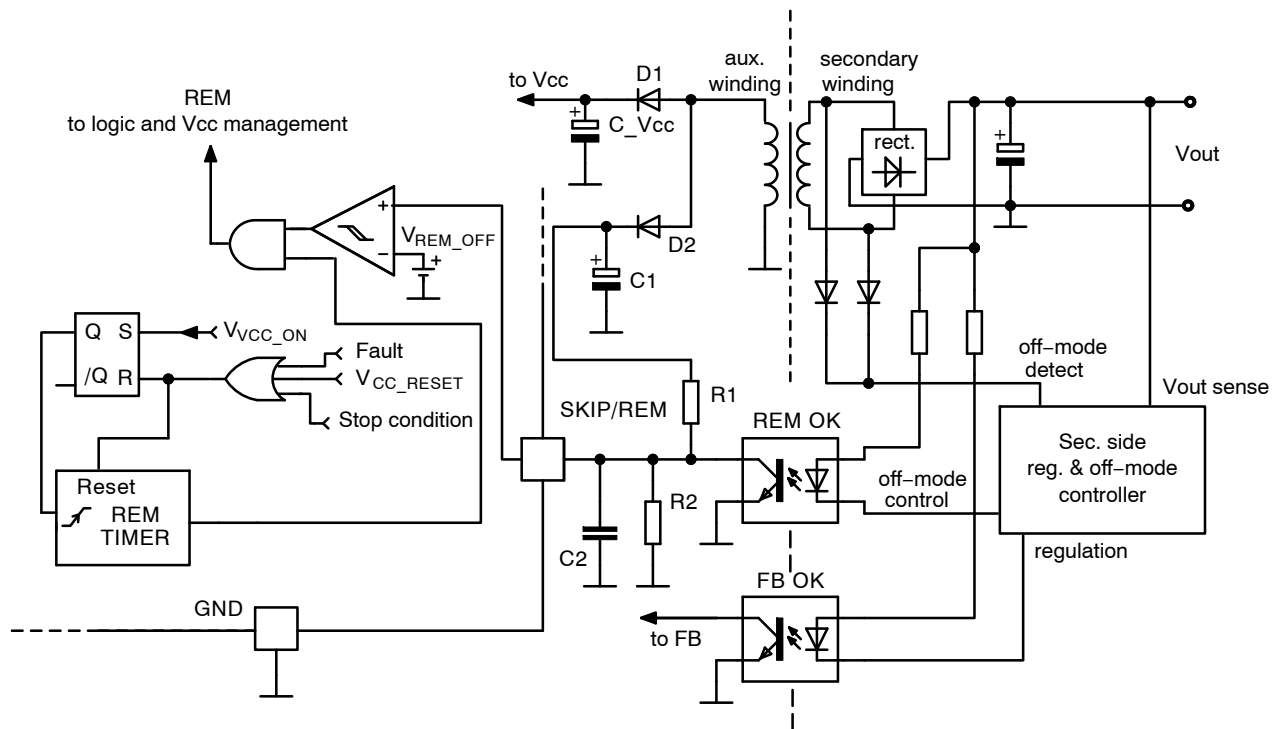 aux.
winding
secondary
winding
D1
to Vcc
REM
to logic and Vcc management
+
C_Vcc
rect.
+
Vout
+
V_REM_OFF
−
+
D2
+
C1
Q S
V_VCC_ON
/Q R
Fault
V_CC_RESET
Stop condition
off−mode
detect
Vout sense
R1
SKIP/REM
REM OK
Sec. side
reg. & off−mode
controller
off−mode
control
Reset
REM
TIMER
R2
C2
regulation
FB OK
GND
to FB